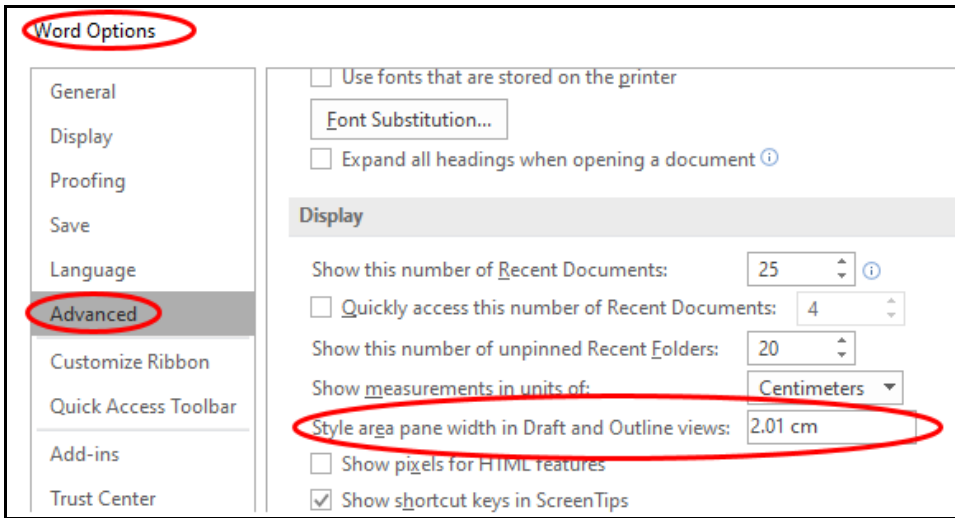 Word Options
General
Display
Proofing
Save
Language
Advanced
Customize Ribbon
Quick Access Toolbar
Add-ins
Trust Center
Use fonts that are stored on the printer
Font Substitution...
Expand all headings when opening a document
Display
Show this number of Recent Documents: 25
Quickly access this number of Recent Documents: 4
Show this number of unpinned Recent Folders: 20
Show measurements in units of: Centimeters
Style area pane width in Draft and Outline views: 2.01 cm
Show pixels for HTML features
Show shortcut keys in ScreenTips